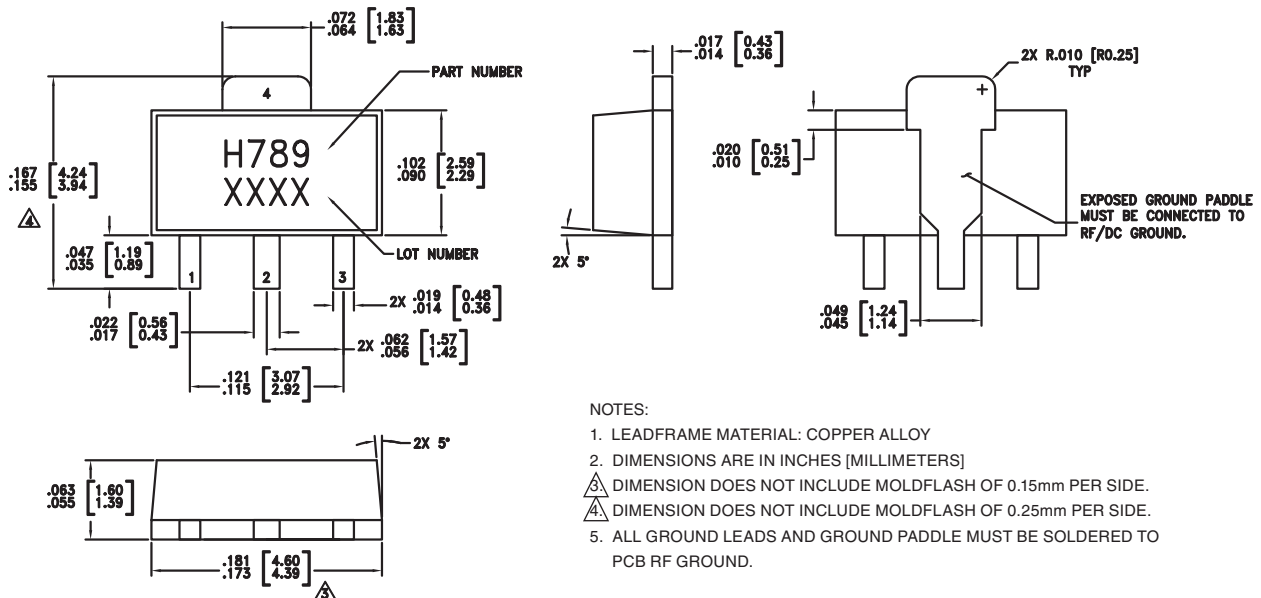 .072 [1.83]
.064 [1.63]
PART NUMBER
4
H789
XXXX
.167 [4.24]
.155 [3.94]
4
.102 [2.59]
.090 [2.29]
.047 [1.19]
.035 [0.89]
LOT NUMBER
1
2
3
2X .019 [0.48]
.014 [0.36]
.022 [0.56]
.017 [0.43]
2X .062 [1.57]
.056 [1.42]
.121 [3.07]
.115 [2.92]
.017 [0.43]
.014 [0.36]
2X 5°
2X R.010 [R0.25]
TYP
+
.020 [0.51]
.010 [0.25]
EXPOSED GROUND PADDLE
MUST BE CONNECTED TO
RF/DC GROUND.
.049 [1.24]
.045 [1.14]
2X 5°
.063 [1.60]
.055 [1.39]
.181 [4.60]
.173 [4.39]
3
NOTES:
1. LEADFRAME MATERIAL: COPPER ALLOY
2. DIMENSIONS ARE IN INCHES [MILLIMETERS]
3. DIMENSION DOES NOT INCLUDE MOLDFLASH OF 0.15mm PER SIDE.
4. DIMENSION DOES NOT INCLUDE MOLDFLASH OF 0.25mm PER SIDE.
5. ALL GROUND LEADS AND GROUND PADDLE MUST BE SOLDERED TO
PCB RF GROUND.